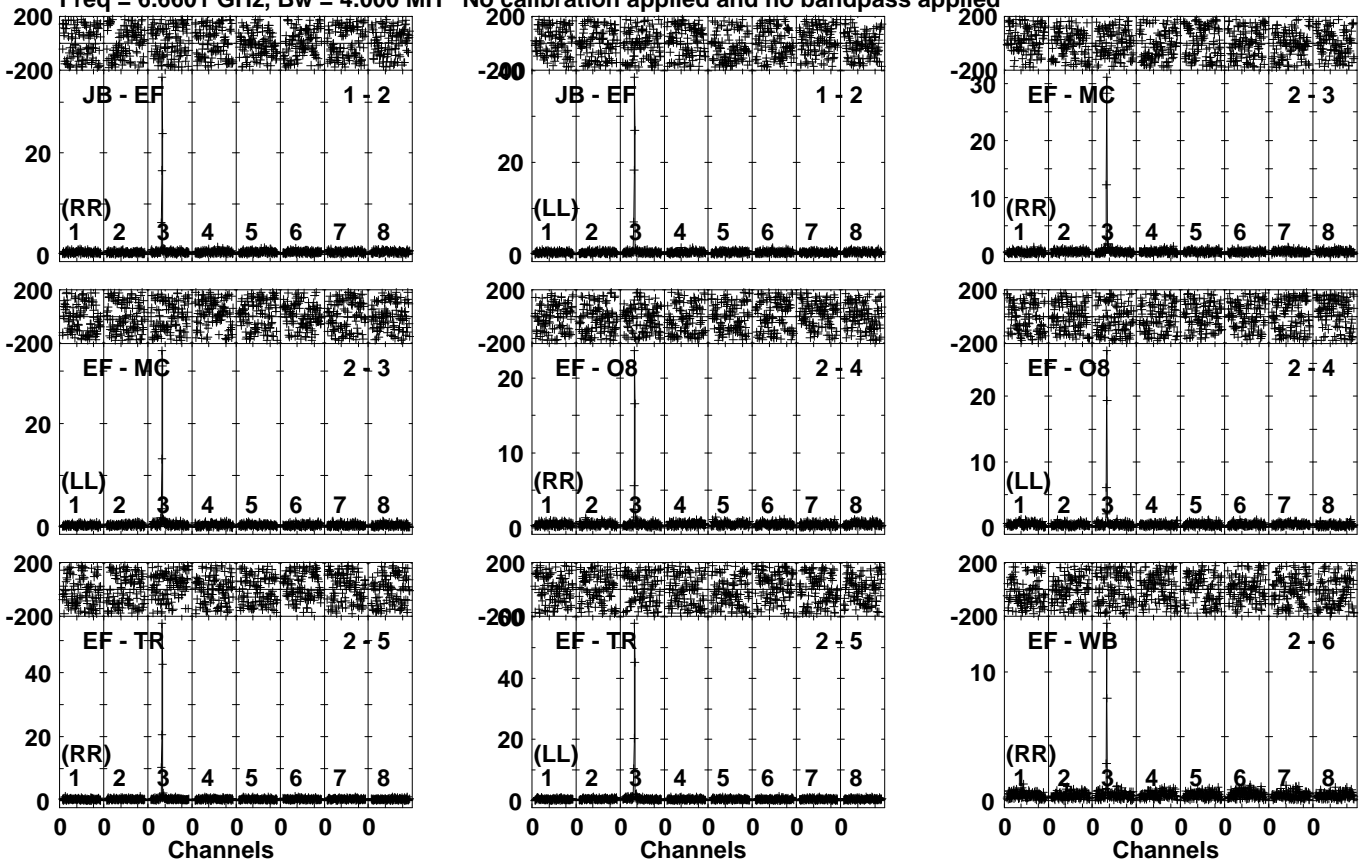 Freq = 6.6601 GHz, Bw = 4.000 MH No calibration applied and no bandpass applied
200 200 200
-200 -200 -200
40 30
JB - EF 1 - 2 JB - EF 1 - 2 EF - MC 2 - 3
20 20 10
(RR) (LL) (RR)
1 2 3 4 5 6 7 8 1 2 3 4 5 6 7 8 1 2 3 4 5 6 7 8
0 0 0
200 200 200
-200 -200 -200
EF - MC 2 - 3 EF - O8 2 - 4 EF - O8 2 - 4
20 20 20
10 10
(LL) (RR) (LL)
1 2 3 4 5 6 7 8 1 2 3 4 5 6 7 8 1 2 3 4 5 6 7 8
0 0 0
200 200 200
-200 -200 -200
60
EF - TR 2 - 5 EF - TR 2 - 5 EF - WB 2 - 6
40 40 10
20 20
(RR) (LL) (RR)
1 2 3 4 5 6 7 8 1 2 3 4 5 6 7 8 1 2 3 4 5 6 7 8
0 0 0
0 0 0 0 0 0 0 0 0 0 0 0 0 0 0 0 0 0 0 0 0 0 0 0
Channels Channels Channels